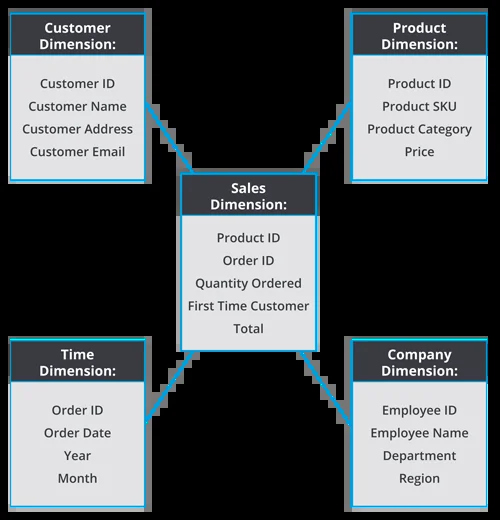 Customer
Dimension:
Customer ID
Customer Name
Customer Address
Customer Email
Product
Dimension:
Product ID
Product SKU
Product Category
Price
Sales
Dimension:
Product ID
Order ID
Quantity Ordered
First Time Customer
Total
Time
Dimension:
Order ID
Order Date
Year
Month
Company
Dimension:
Employee ID
Employee Name
Department
Region